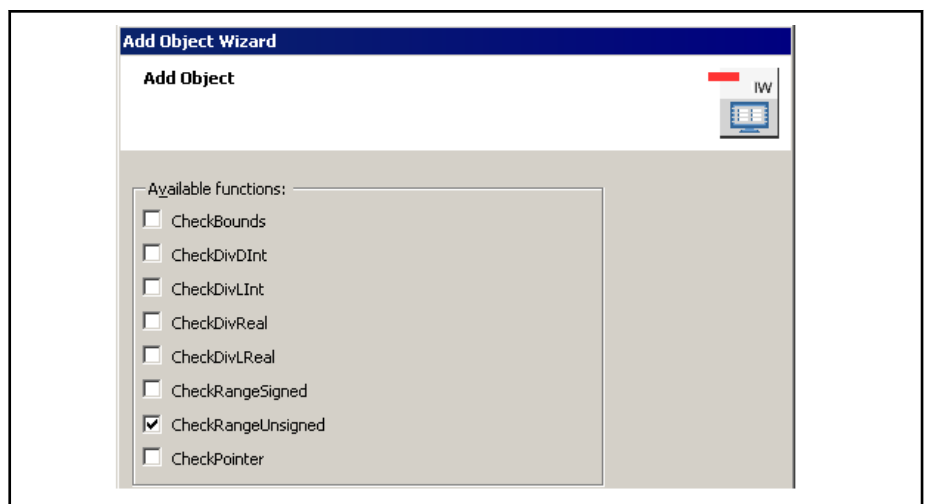 Add Object Wizard
Add Object
IW
Available functions:
CheckBounds
CheckDivDInt
CheckDivLInt
CheckDivReal
CheckDivLReal
CheckRangeSigned
CheckRangeUnsigned
CheckPointer